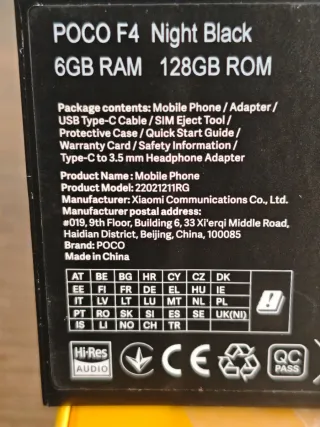 POCO F4 Night Black
6GB RAM 128GB ROM
Package contents: Mobile Phone / Adapter /
USB Type-C Cable / SIM Eject Tool /
Protective Case / Quick Start Guide /
Warranty Card / Safety Information /
Type-C to 3.5 mm Headphone Adapter
Product Name: Mobile Phone
Product Model: 22021211RG
Manufacturer: Xiaomi Communications Co., Ltd.
Manufacturer postal address:
#019, 9th Floor, Building 6, 33 Xi'erqi Middle Road,
Haidian District, Beijing, China, 100085
Brand: POCO
Made in China
AT BE BG HR CY CZ DK
EE FI FR DE EL HU IE
IT LV LT LU MT NL PL
PT RO SK SI ES SE UK(NI)
IS LI NO CH TR
Hi-Res
AUDIO
CE
QC
PASS